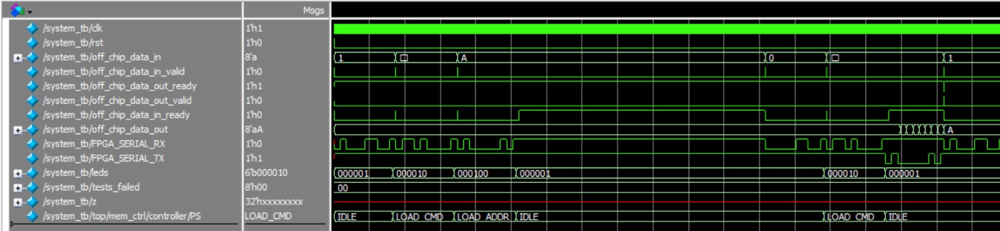 Msgs
/system_tb/clk 1'h1
/system_tb/rst 1'h0
/system_tb/off_chip_data_in 8'a 1 □ A 0 □ 1
/system_tb/off_chip_data_in_valid 1'h0
/system_tb/off_chip_data_out_ready 1'h1
/system_tb/off_chip_data_out_valid 1'h0
/system_tb/off_chip_data_in_ready 1'h0
/system_tb/off_chip_data_out 8'aA A
/system_tb/FPGA_SERIAL_RX 1'h0
/system_tb/FPGA_SERIAL_TX 1'h1
/system_tb/leds 6'b000010 000001 000010 000100 000001 000010 000001
/system_tb/tests_failed 8'h00 00
/system_tb/z 32'hxxxxxxxx
/system_tb/top/mem_ctrl/controller/PS LOAD_CMD IDLE LOAD_CMD LOAD_ADDR IDLE LOAD_CMD IDLE